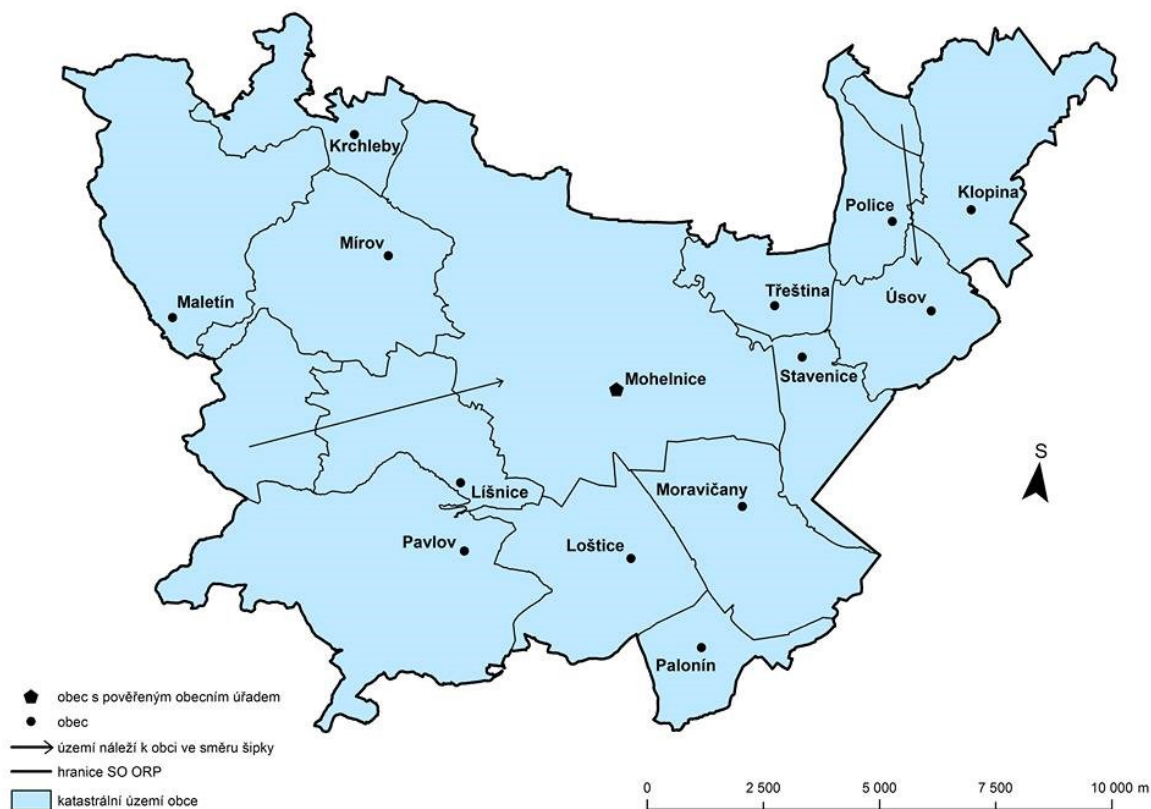 Krchleby
Mírov
Maletín
Police
Klopina
Třeština
Úsov
Stavenice
Mohelnice
Líšnice
Moravičany
Pavlov
Loštice
Palonín
S
obec s pověřeným obecním úřadem
obec
území náleží k obci ve směru šipky
hranice SO ORP
katastrální území obce
0 2 500 5 000 7 500 10 000 m